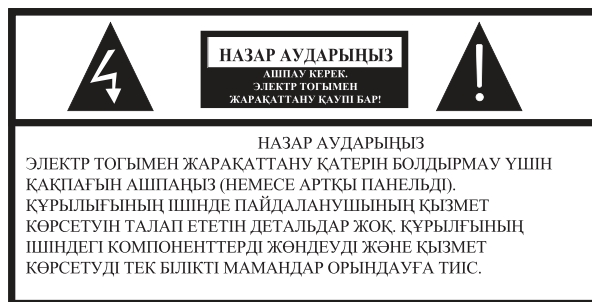 НАЗАР АУДАРЫҢЫЗ
АШПАУ КЕРЕК.
ЭЛЕКТР ТОГЫМЕН
ЖАРАҚАТТАНУ ҚАУПІ БАР!
НАЗАР АУДАРЫҢЫЗ
ЭЛЕКТР ТОГЫМЕН ЖАРАҚАТТАНУ ҚАТЕРІН БОЛДЫРМАУ ҮШІН
ҚАҚПАҒЫН АШПАҢЫЗ (НЕМЕСЕ АРТҚЫ ПАНЕЛЬДІ).
ҚҰРЫЛЫҒЫНЫҢ ІШІНДЕ ПАЙДАЛАНУШЫНЫҢ ҚЫЗМЕТ
КӨРСЕТУІН ТАЛАП ЕТЕТІН ДЕТАЛЬДАР ЖОҚ. ҚҰРЫЛҒЫНЫҢ
ІШІНДЕГІ КОМПОНЕНТТЕРДІ ЖӨНДЕУДІ ЖӘНЕ ҚЫЗМЕТ
КӨРСЕТУДІ ТЕК БІЛІКТІ МАМАНДАР ОРЫНДАУҒА ТИІС.